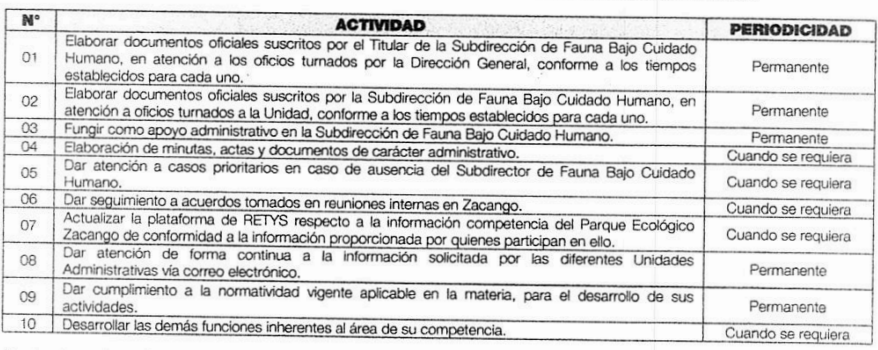 N° ACTIVIDAD PERIODICIDAD
01 Elaborar documentos oficiales suscritos por el Titular de la Subdirección de Fauna Bajo Cuidado
Humano, en atención a los oficios turnados por la Dirección General, conforme a los tiempos
establecidos para cada uno. Permanente
02 Elaborar documentos oficiales suscritos por la Subdirección de Fauna Bajo Cuidado Humano, en
atención a oficios turnados a la Unidad, conforme a los tiempos establecidos para cada uno. Permanente
03 Fungir como apoyo administrativo en la Subdirección de Fauna Bajo Cuidado Humano. Permanente
04 Elaboración de minutas, actas y documentos de carácter administrativo. Cuando se requiera
05 Dar atención a casos prioritarios en caso de ausencia del Subdirector de Fauna Bajo Cuidado
Humano. Cuando se requiera
06 Dar seguimiento a acuerdos tomados en reuniones internas en Zacango. Cuando se requiera
07 Actualizar la plataforma de RETYS respecto a la información competencia del Parque Ecológico
Zacango de conformidad a la información proporcionada por quienes participan en ello. Cuando se requiera
08 Dar atención de forma continua a la información solicitada por las diferentes Unidades
Administrativas vía correo electrónico. Permanente
09 Dar cumplimiento a la normatividad vigente aplicable en la materia, para el desarrollo de sus
actividades. Permanente
10 Desarrollar las demás funciones inherentes al área de su competencia. Cuando se requiera